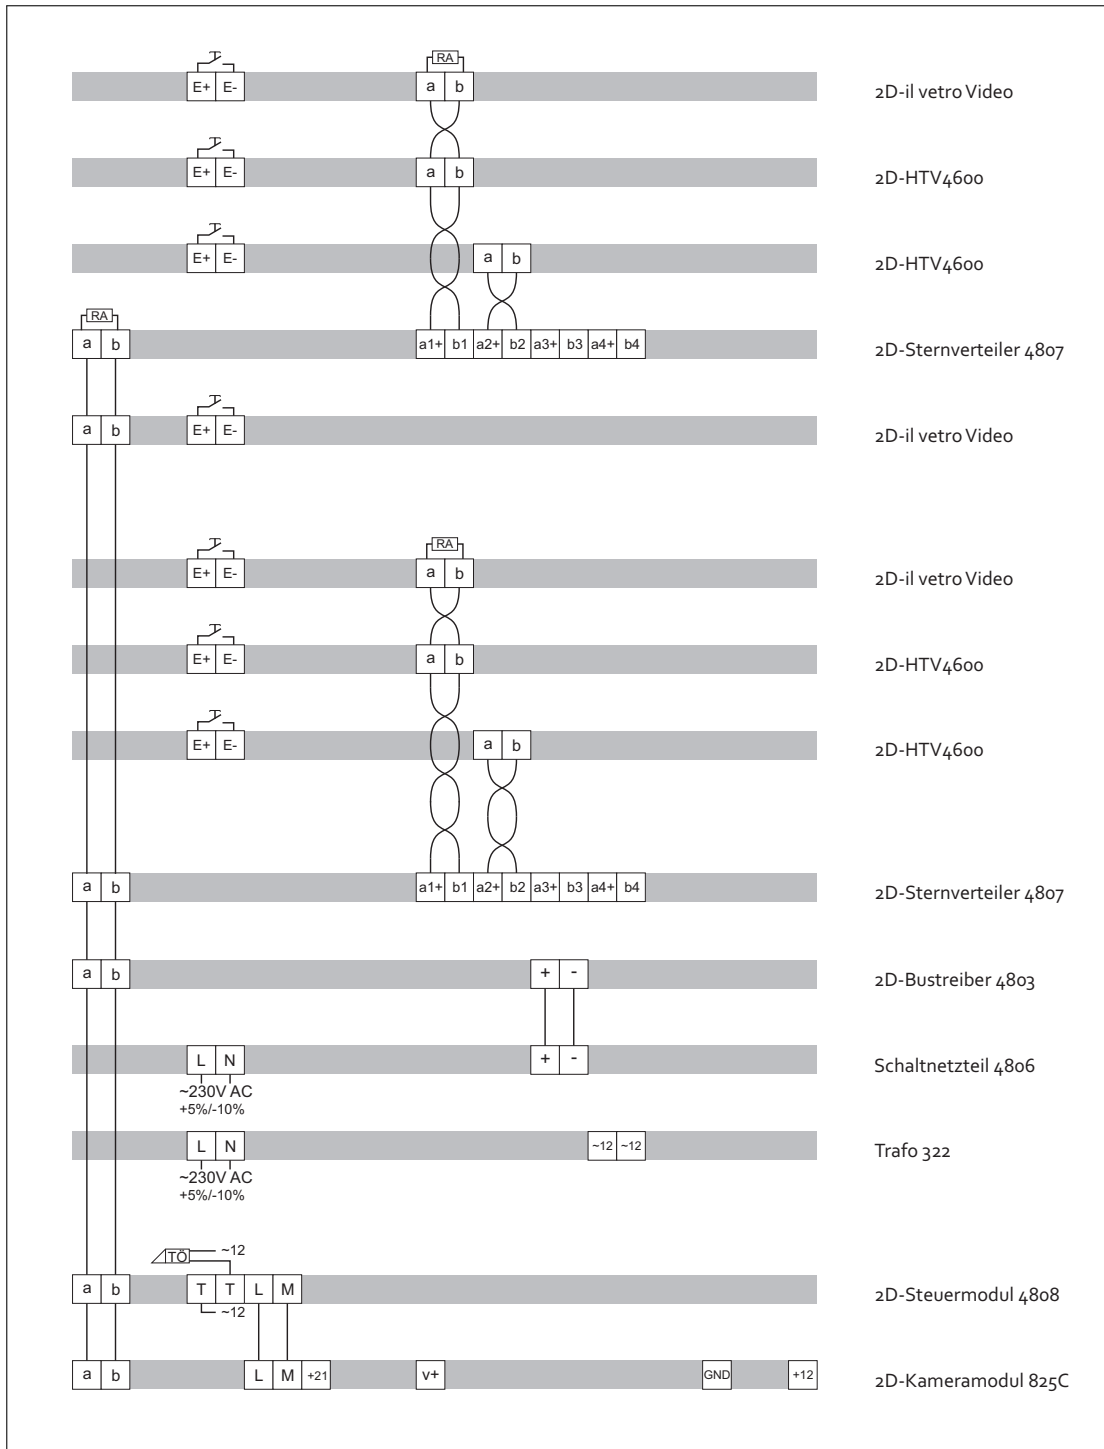 RA
E+ E- a b 2D-il vetro Video
E+ E- a b 2D-HTV4600
E+ E- a b 2D-HTV4600
RA
a b a1+ b1 a2+ b2 a3+ b3 a4+ b4 2D-Sternverteiler 4807
a b E+ E- 2D-il vetro Video
RA
E+ E- a b 2D-il vetro Video
E+ E- a b 2D-HTV4600
E+ E- a b 2D-HTV4600
a b a1+ b1 a2+ b2 a3+ b3 a4+ b4 2D-Sternverteiler 4807
a b + - 2D-Bustreiber 4803
L N + - Schaltnetzteil 4806
~230V AC
+5%/-10%
L N ~12 ~12 Trafo 322
~230V AC
+5%/-10%
TÖ ~12
a b T T L M 2D-Steuermodul 4808
~12
a b L M +21 v+ GND +12 2D-Kameramodul 825C